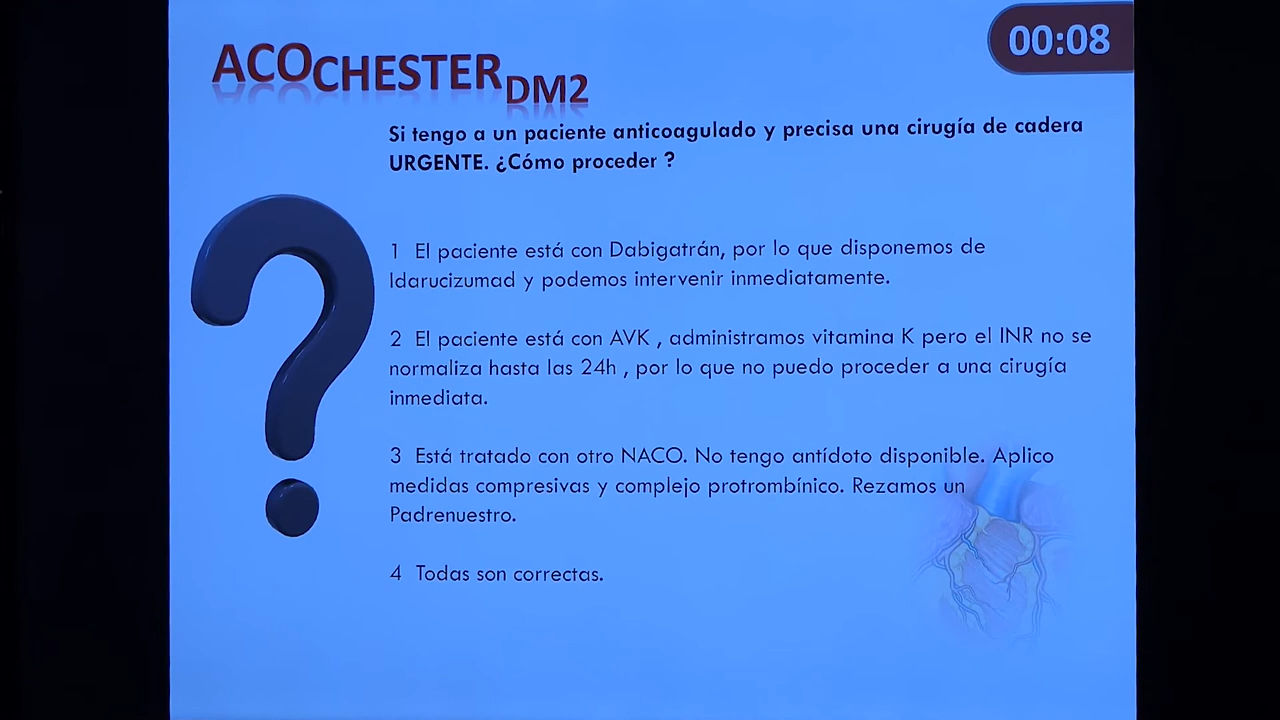 00:08
ACOCHESTERDM2
Si tengo a un paciente anticoagulado y precisa una cirugía de cadera
URGENTE. ¿Cómo proceder ?
1 El paciente está con Dabigatrán, por lo que disponemos de
Idarucizumad y podemos intervenir inmediatamente.
2 El paciente está con AVK , administramos vitamina K pero el INR no se
normaliza hasta las 24h , por lo que no puedo proceder a una cirugía
inmediata.
3 Está tratado con otro NACO. No tengo antídoto disponible. Aplico
medidas compresivas y complejo protrombínico. Rezamos un
Padrenuestro.
4 Todas son correctas.